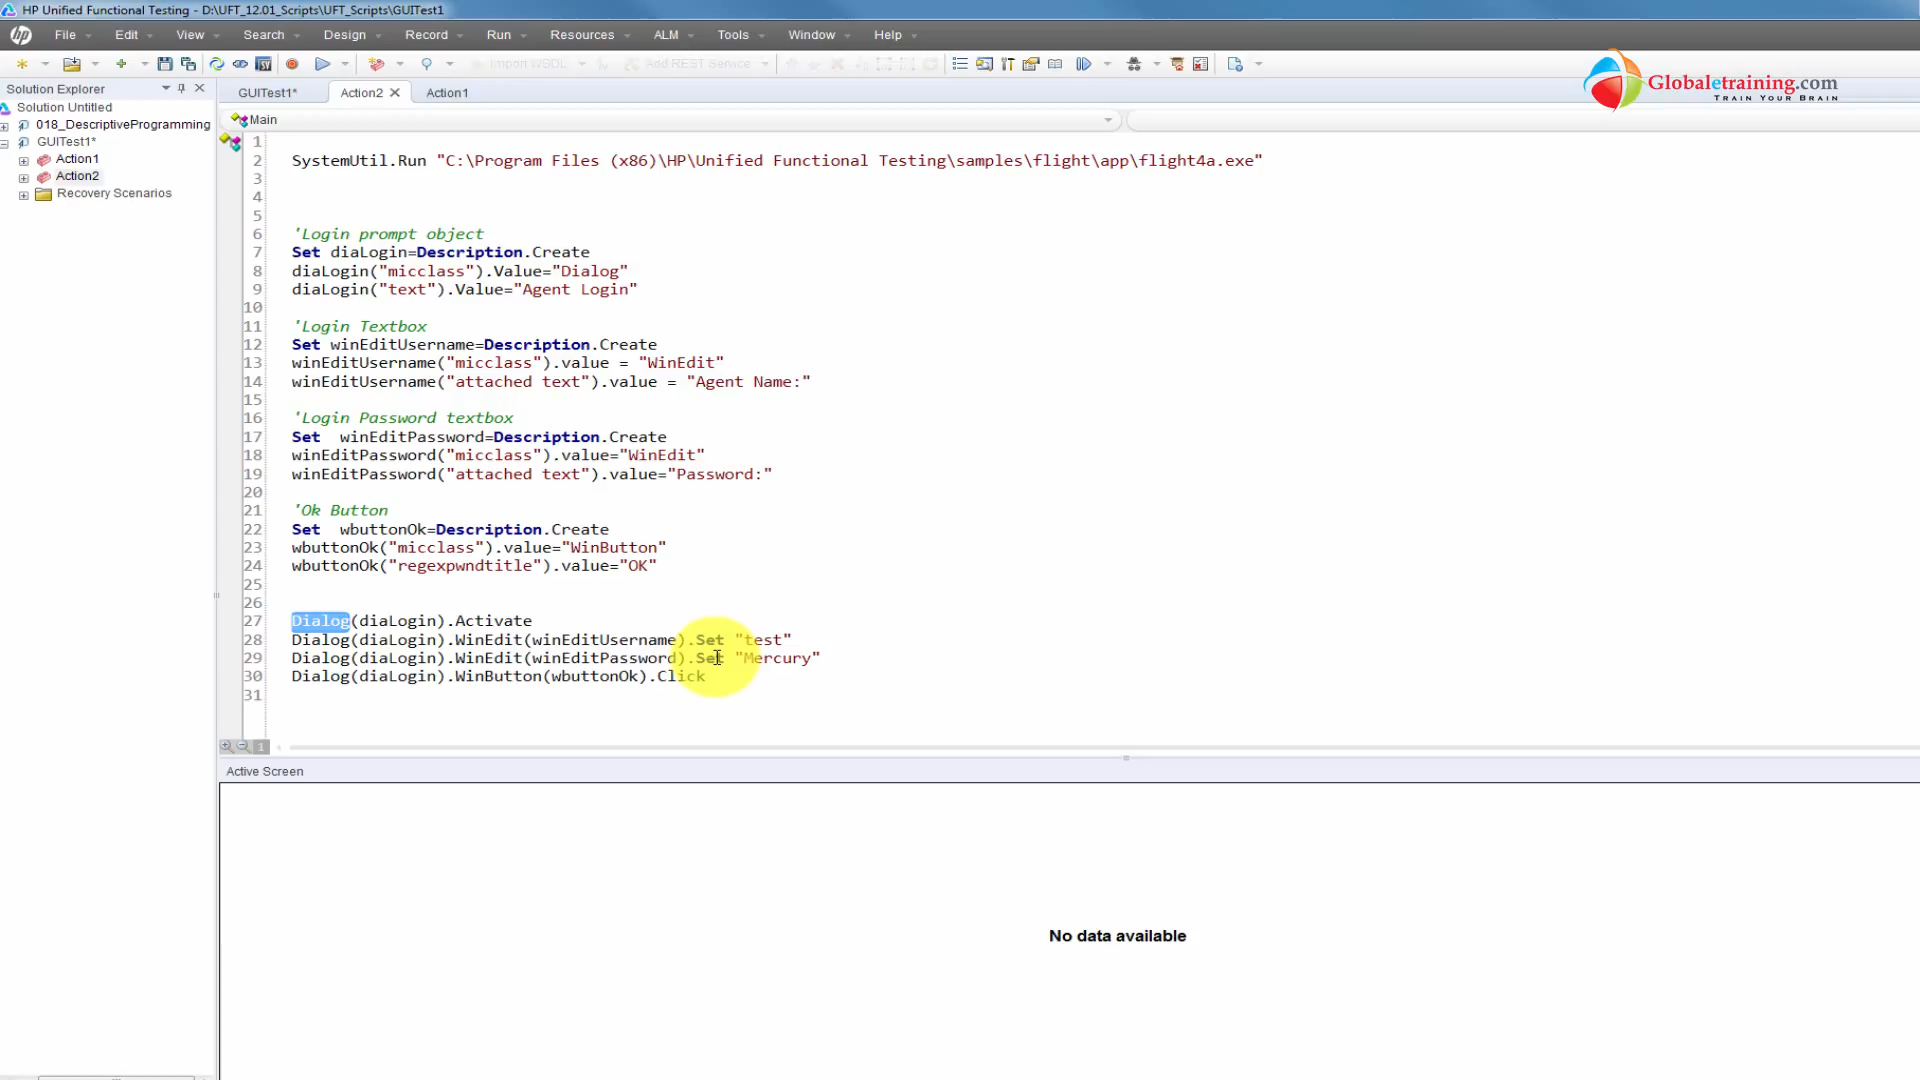 HP Unified Functional Testing - D:\UFT_12.01_Scripts\UFT_Scripts\GUITest1
File Edit View Search Design Record Run Resources ALM Tools Window Help
Import WSDL Add REST Service
Globaletraining.com
TRAIN YOUR BRAIN
Solution Explorer
Solution Untitled
018_DescriptiveProgramming
GUITest1*
Action1
Action2
Recovery Scenarios
GUITest1* Action2 Action1
Main
1
2 SystemUtil.Run "C:\Program Files (x86)\HP\Unified Functional Testing\samples\flight\app\flight4a.exe"
3
4
5
6 'Login prompt object
7 Set diaLogin=Description.Create
8 diaLogin("micclass").Value="Dialog"
9 diaLogin("text").Value="Agent Login"
10
11 'Login Textbox
12 Set winEditUsername=Description.Create
13 winEditUsername("micclass").value = "WinEdit"
14 winEditUsername("attached text").value = "Agent Name:"
15
16 'Login Password textbox
17 Set  winEditPassword=Description.Create
18 winEditPassword("micclass").value="WinEdit"
19 winEditPassword("attached text").value="Password:"
20
21 'Ok Button
22 Set  wbuttonOk=Description.Create
23 wbuttonOk("micclass").value="WinButton"
24 wbuttonOk("regexpwndtitle").value="OK"
25
26
27 Dialog(diaLogin).Activate
28 Dialog(diaLogin).WinEdit(winEditUsername).Set "test"
29 Dialog(diaLogin).WinEdit(winEditPassword).Set "Mercury"
30 Dialog(diaLogin).WinButton(wbuttonOk).Click
31
1
Active Screen
No data available